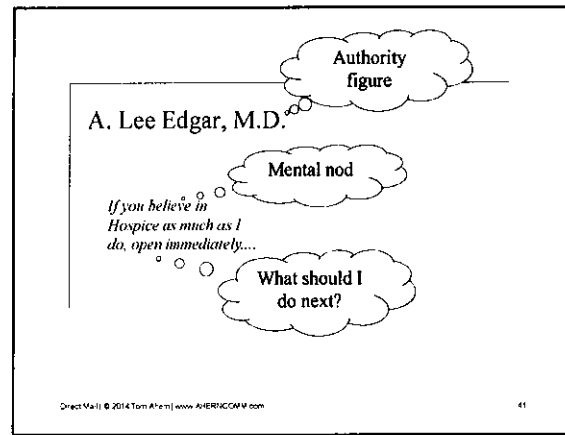 Authority
figure
A. Lee Edgar, M.D.
Mental nod
If you believe in
Hospice as much as I
do, open immediately....
What should I
do next?
Direct Mail | © 2014 Tom Ahern | www.AHERNCOMM.com
41